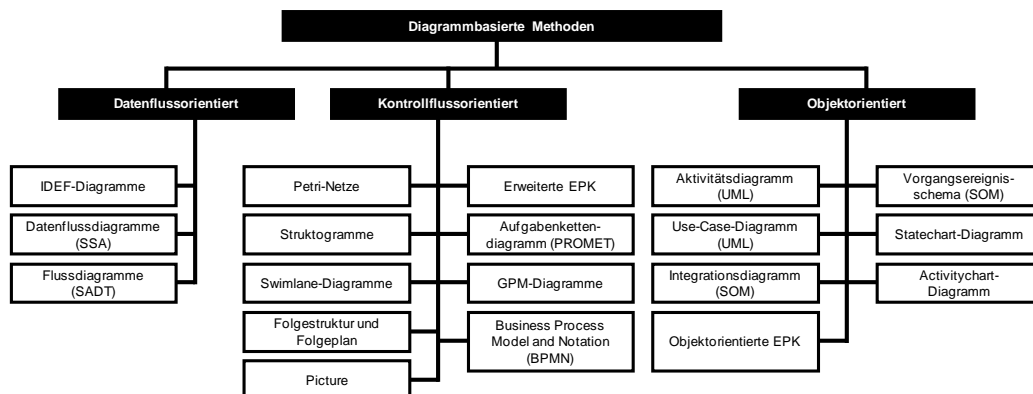 Diagrammbasierte Methoden
Datenflussorientiert
Kontrollflussorientiert
Objektorientiert
IDEF-Diagramme
Datenflussdiagramme
(SSA)
Flussdiagramme
(SADT)
Petri-Netze
Struktogramme
Swimlane-Diagramme
Folgestruktur und
Folgeplan
Picture
Erweiterte EPK
Aufgabenketten-
diagramm (PROMET)
GPM-Diagramme
Business Process
Model and Notation
(BPMN)
Aktivitätsdiagramm
(UML)
Use-Case-Diagramm
(UML)
Integrationsdiagramm
(SOM)
Objektorientierte EPK
Vorgangsereignis-
schema (SOM)
Statechart-Diagramm
Activitychart-
Diagramm